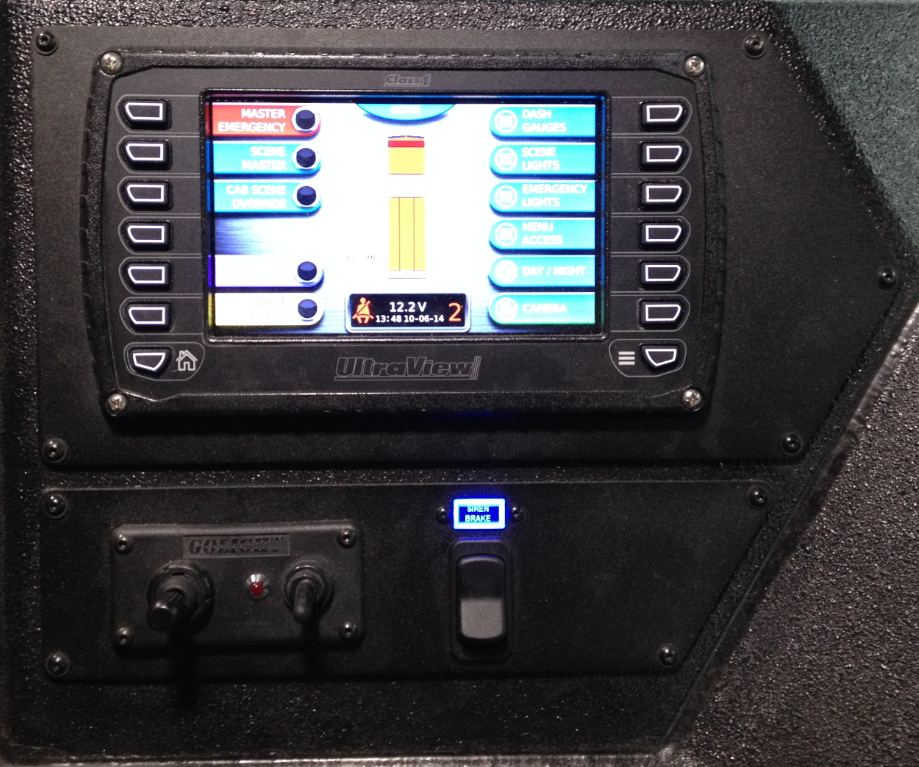 Class1
MASTER
EMERGENCY
SCENE
MASTER
CAB SCENE
OVERRIDE
DASH
GAUGES
SCENE
LIGHTS
EMERGENCY
LIGHTS
MENU
ACCESS
DAY / NIGHT
CAMERA
12.2 V
13:48 10-06-14
2
UltraView
SIREN
BRAKE
GOLIGHT